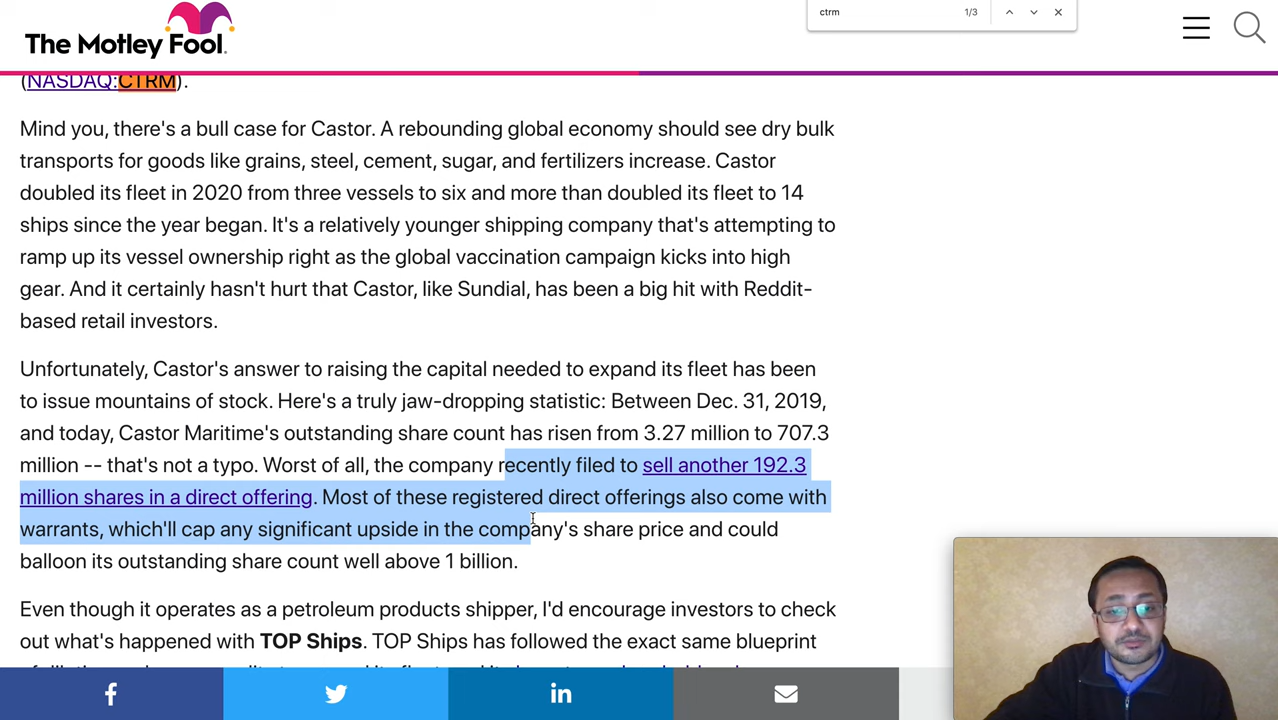 ctrm
1/3
The Motley Fool.
(NASDAQ:CTRM).
Mind you, there's a bull case for Castor. A rebounding global economy should see dry bulk
transports for goods like grains, steel, cement, sugar, and fertilizers increase. Castor
doubled its fleet in 2020 from three vessels to six and more than doubled its fleet to 14
ships since the year began. It's a relatively younger shipping company that's attempting to
ramp up its vessel ownership right as the global vaccination campaign kicks into high
gear. And it certainly hasn't hurt that Castor, like Sundial, has been a big hit with Reddit-
based retail investors.
Unfortunately, Castor's answer to raising the capital needed to expand its fleet has been
to issue mountains of stock. Here's a truly jaw-dropping statistic: Between Dec. 31, 2019,
and today, Castor Maritime's outstanding share count has risen from 3.27 million to 707.3
million -- that's not a typo. Worst of all, the company recently filed to sell another 192.3
million shares in a direct offering. Most of these registered direct offerings also come with
warrants, which'll cap any significant upside in the company's share price and could
balloon its outstanding share count well above 1 billion.
Even though it operates as a petroleum products shipper, I'd encourage investors to check
out what's happened with TOP Ships. TOP Ships has followed the exact same blueprint